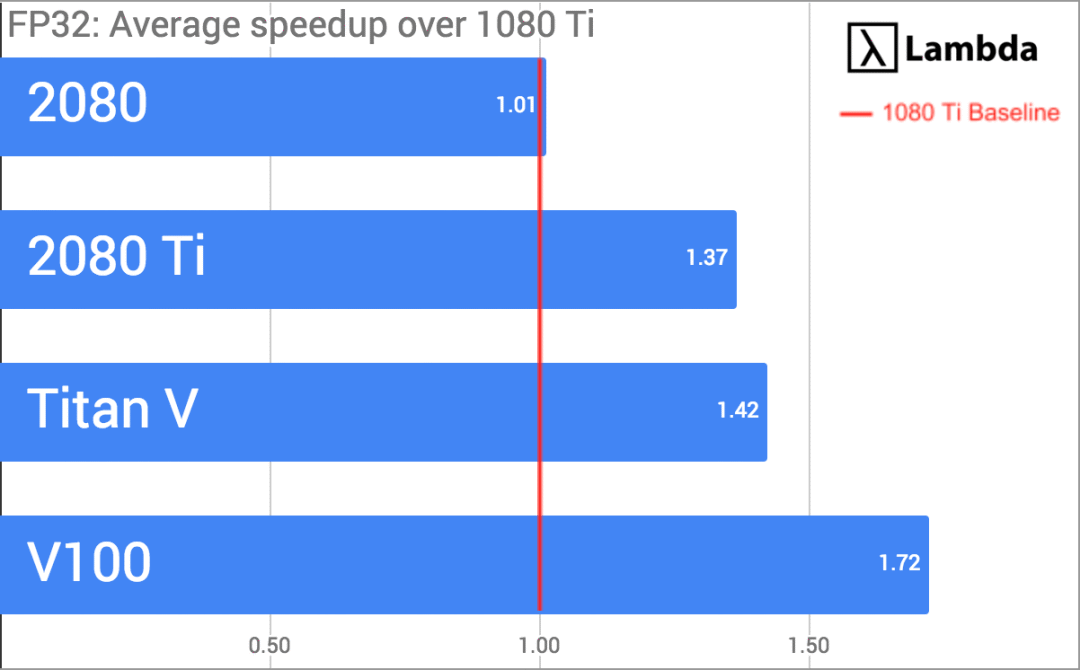 FP32: Average speedup over 1080 Ti
λ Lambda
1080 Ti Baseline
2080
1.01
2080 Ti
1.37
Titan V
1.42
V100
1.72
0.50
1.00
1.50